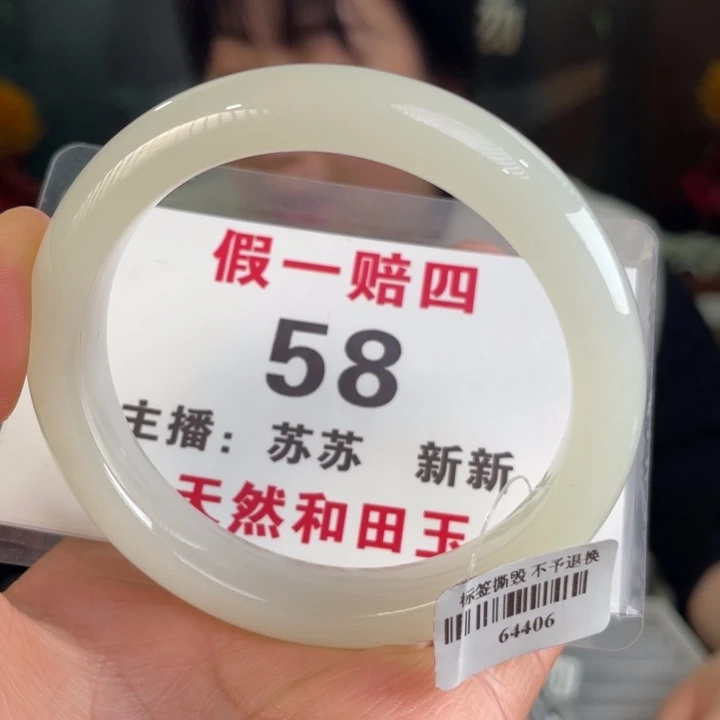 假一赔四
58
主播：苏苏 新新
天然和田玉
标签撕毁 不予退换
64406